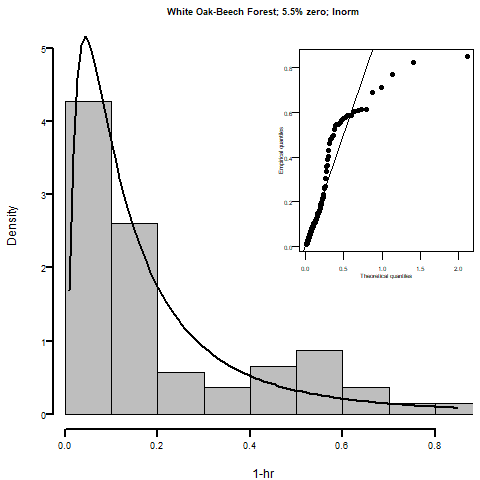 White Oak-Beech Forest; 5.5% zero; lnorm
Density
5
4
3
2
1
0
0.0 0.2 0.4 0.6 0.8
1-hr
Empirical quantiles
0.8
0.6
0.4
0.2
0.0
0.0 0.5 1.0 1.5 2.0
Theoretical quantiles